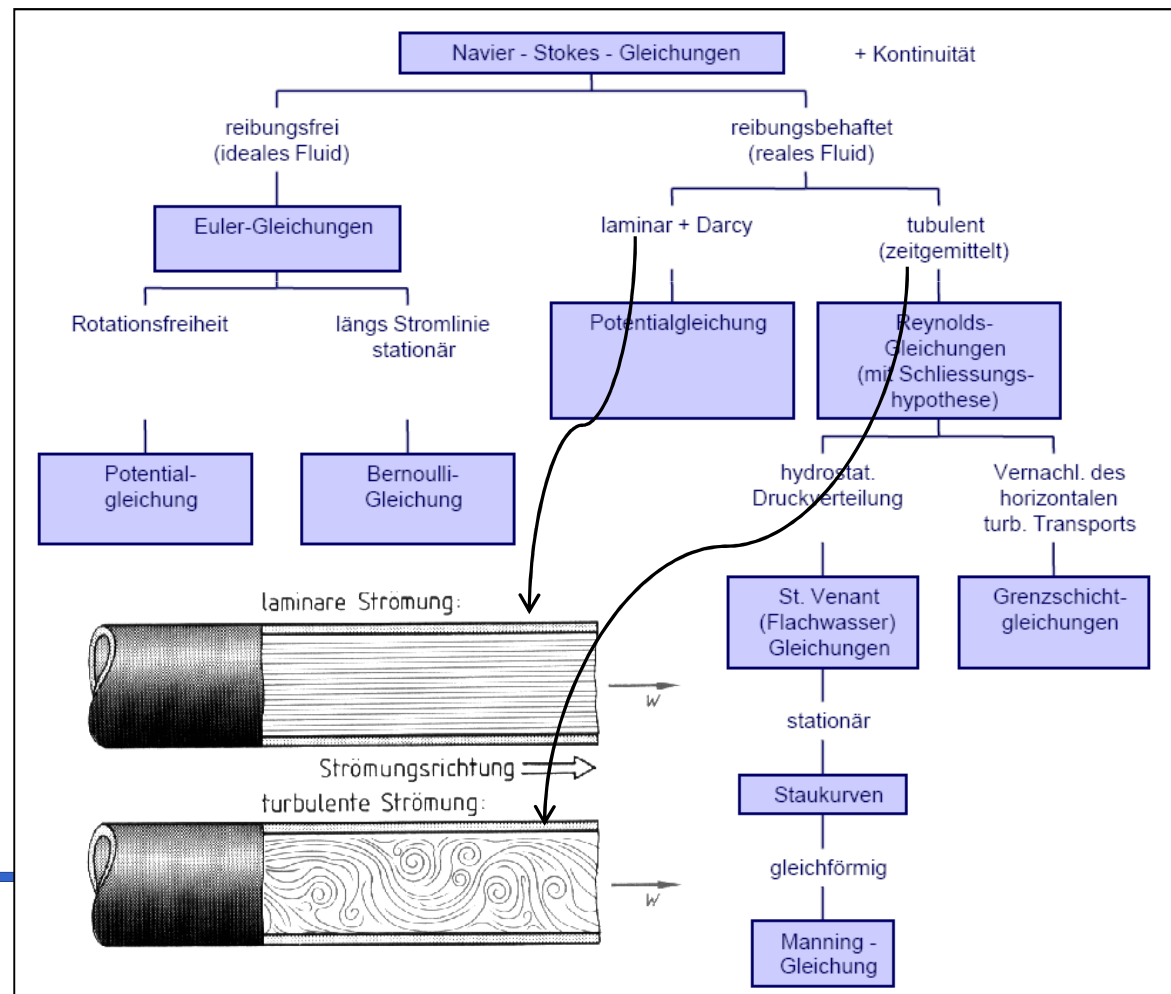 Navier - Stokes - Gleichungen
+ Kontinuität
reibungsfrei
(ideales Fluid)
reibungsbehaftet
(reales Fluid)
Euler-Gleichungen
laminar + Darcy
tubulent
(zeitgemittelt)
Rotationsfreiheit
längs Stromlinie
stationär
Potentialgleichung
Reynolds-
Gleichungen
(mit Schliessungs-
hypothese)
Potential-
gleichung
Bernoulli-
Gleichung
hydrostat.
Druckverteilung
Vernachl. des
horizontalen
turb. Transports
St. Venant
(Flachwasser)
Gleichungen
Grenzschicht-
gleichungen
stationär
Staukurven
gleichförmig
Manning -
Gleichung
laminare Strömung:
w
Strömungsrichtung
turbulente Strömung:
w